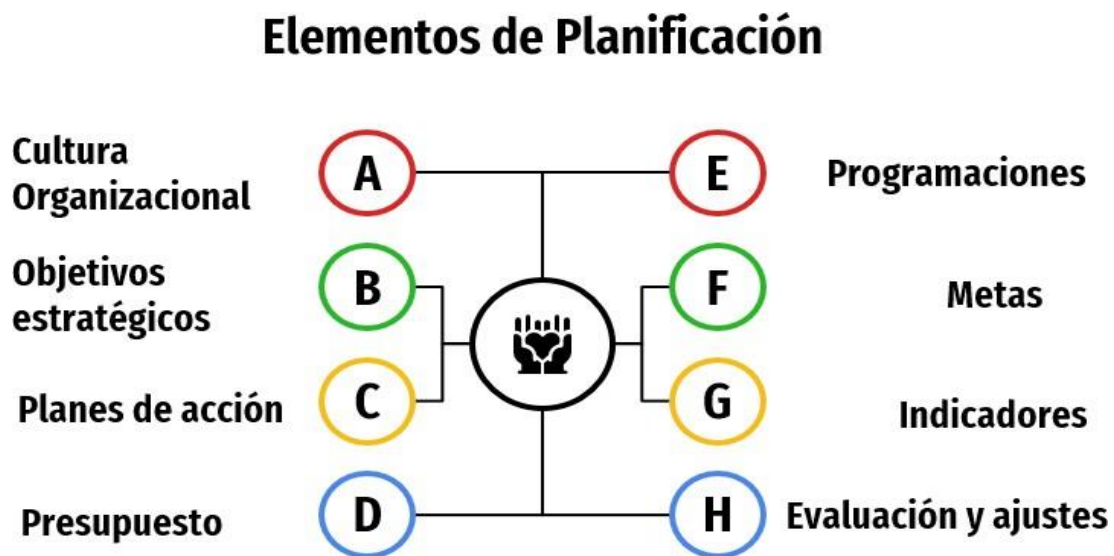 Elementos de Planificación
Cultura
Organizacional
A
E
Programaciones
Objetivos
estratégicos
B
F
Metas
Planes de acción
C
G
Indicadores
Presupuesto
D
H
Evaluación y ajustes